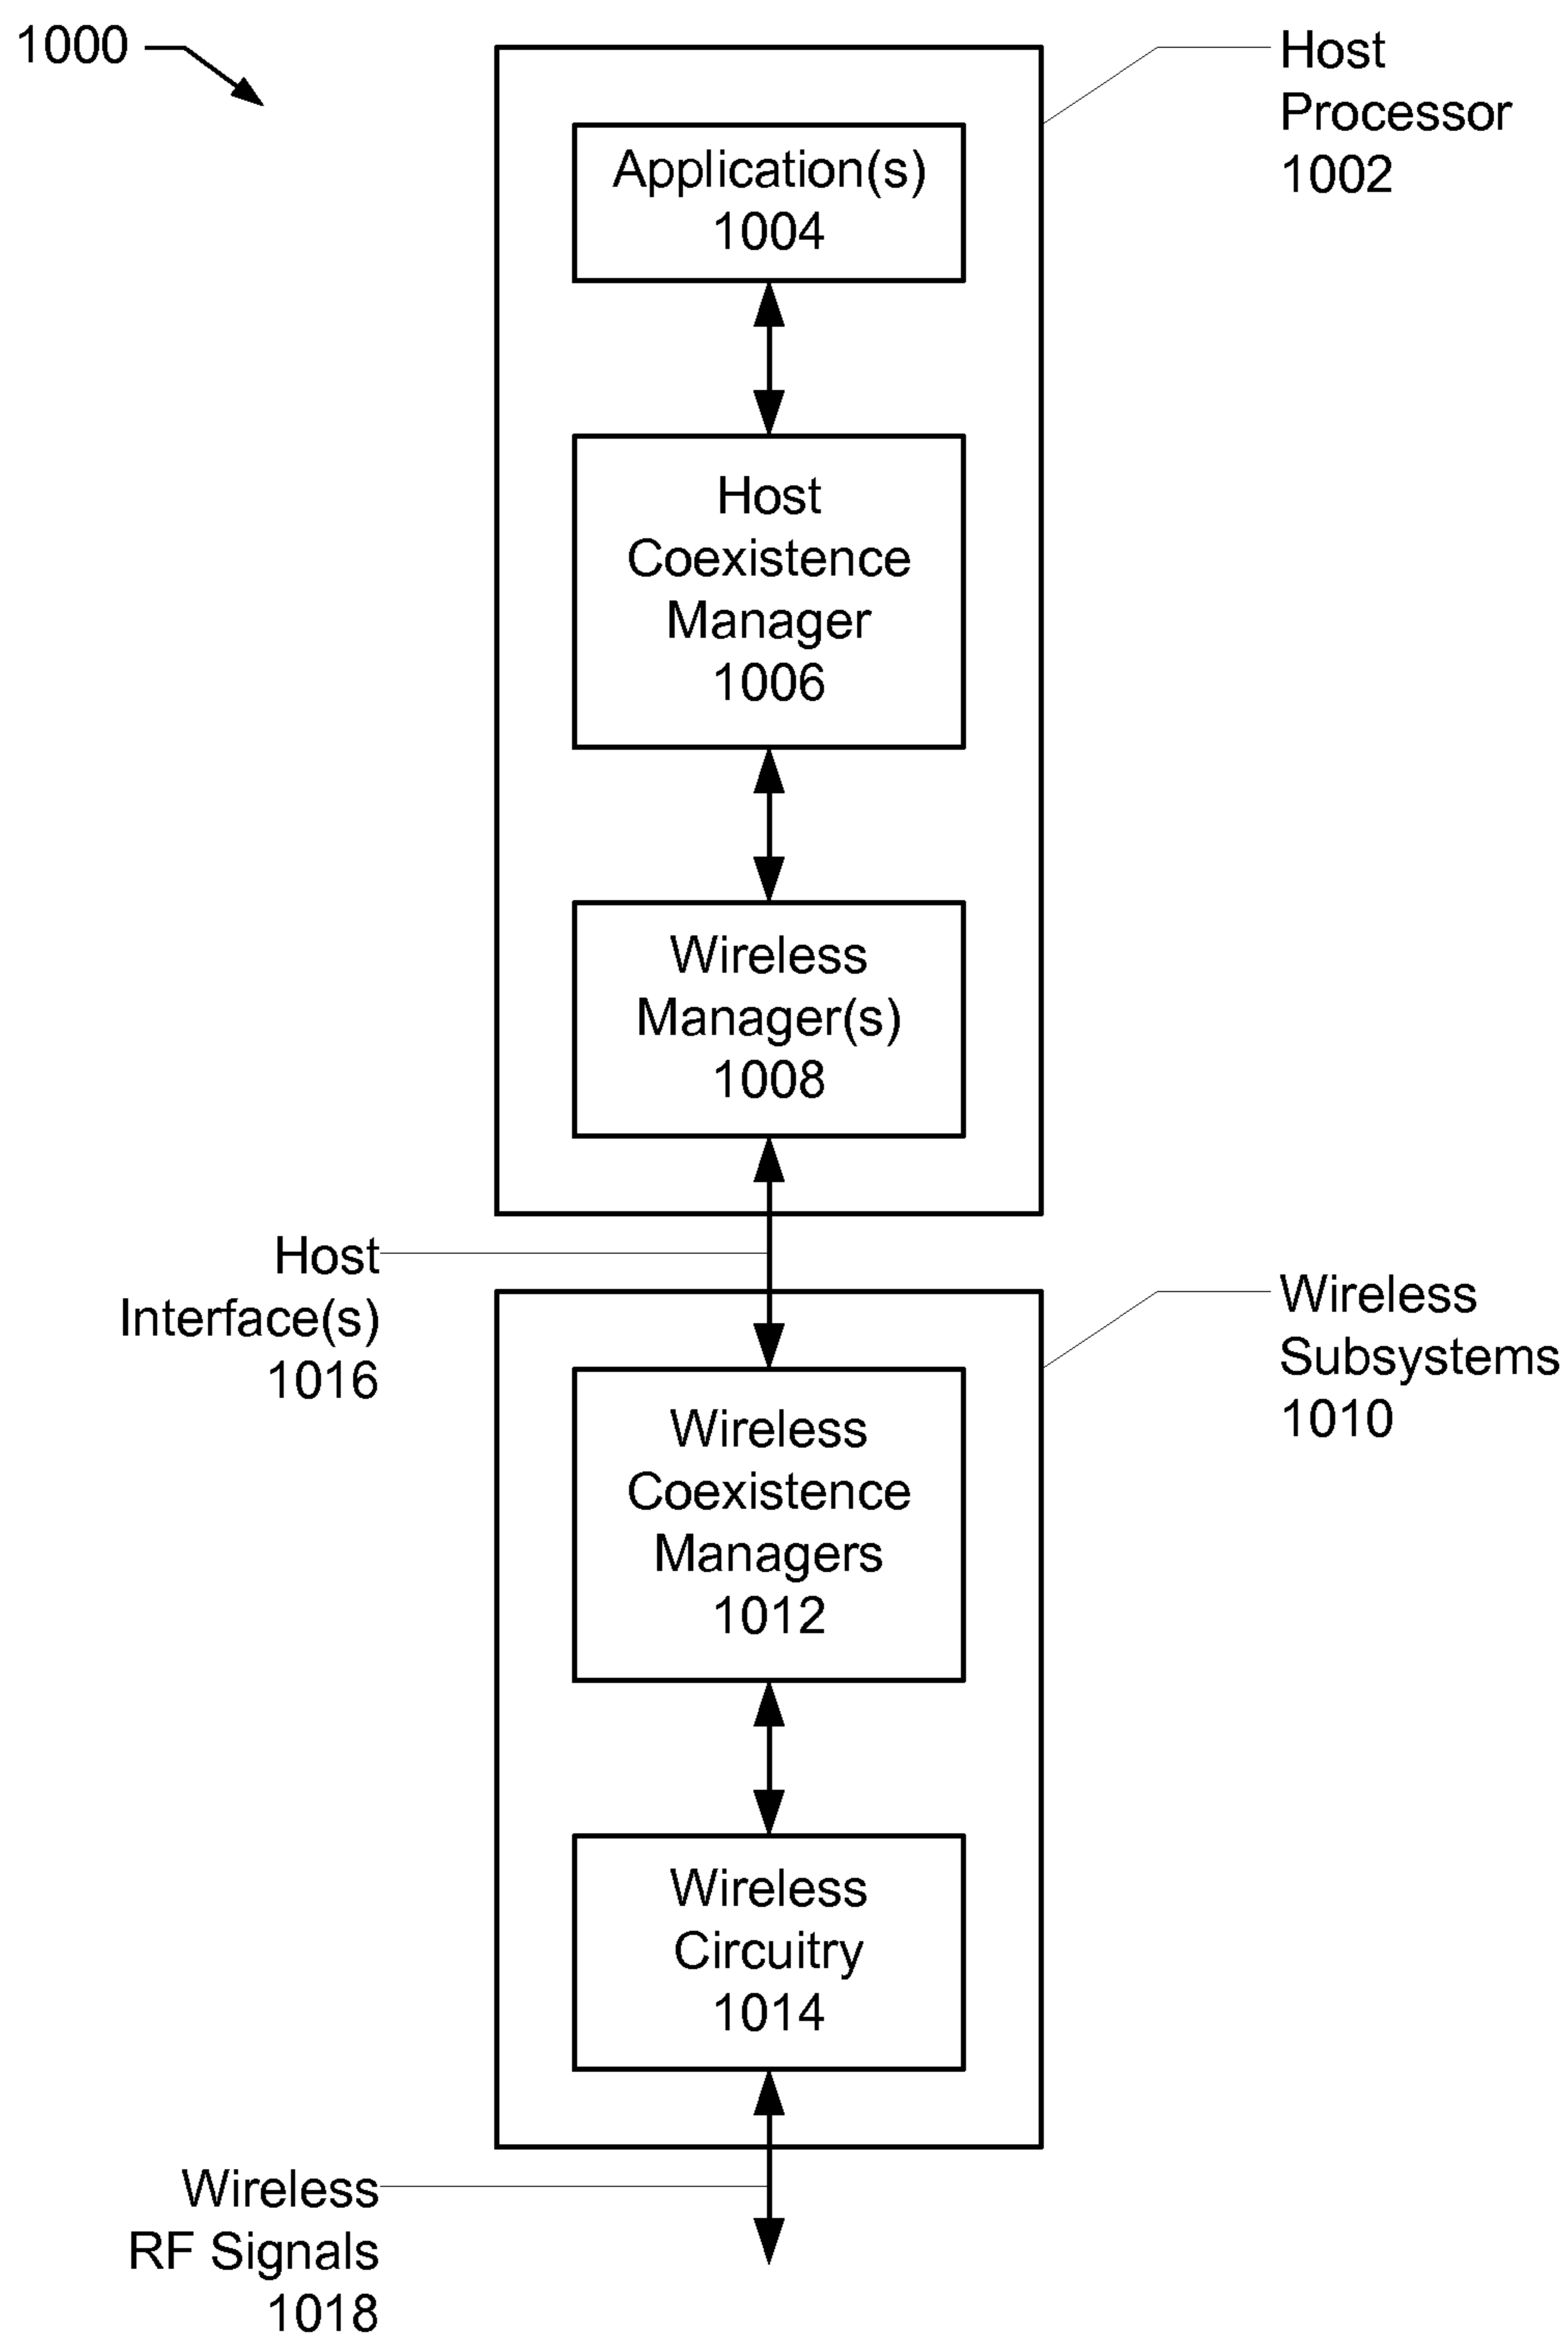 1000
Host
Processor
1002
Application(s)
1004
Host
Coexistence
Manager
1006
Wireless
Manager(s)
1008
Host
Interface(s)
1016
Wireless
Subsystems
1010
Wireless
Coexistence
Managers
1012
Wireless
Circuitry
1014
Wireless
RF Signals
1018